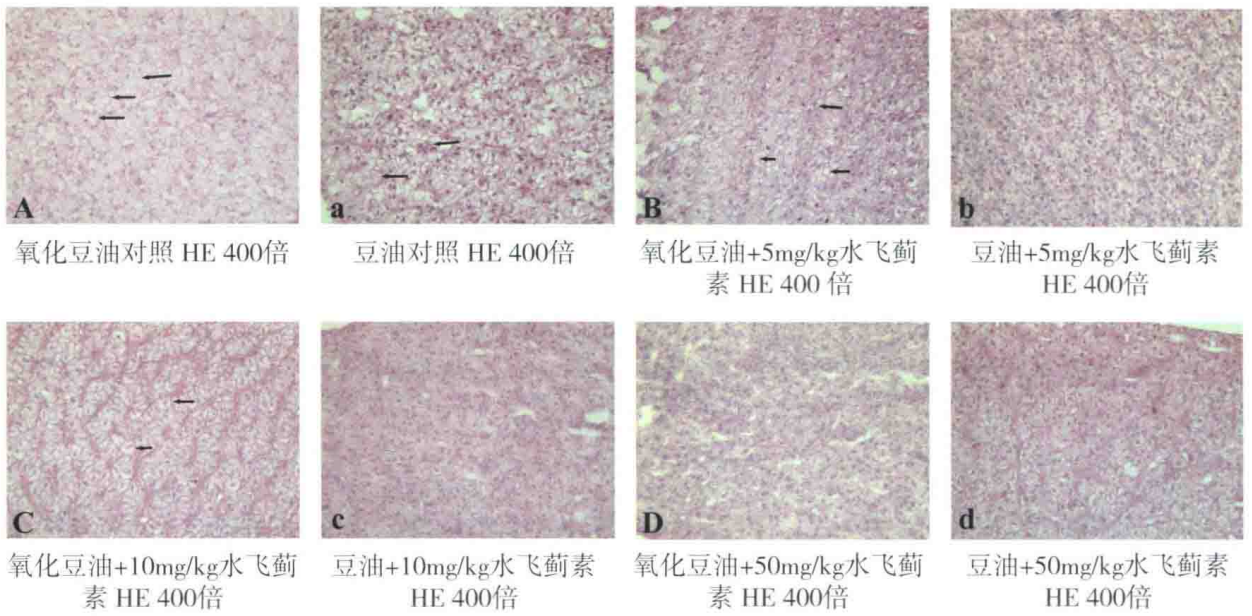 A
a
B
b
氧化豆油对照 HE 400倍
豆油对照 HE 400倍
氧化豆油+5mg/kg水飞蓟
素 HE 400 倍
豆油+5mg/kg水飞蓟素
HE 400倍
C
c
D
d
氧化豆油+10mg/kg水飞蓟
素 HE 400倍
豆油+10mg/kg水飞蓟素
HE 400倍
氧化豆油+50mg/kg水飞蓟
素 HE 400倍
豆油+50mg/kg水飞蓟素
HE 400倍